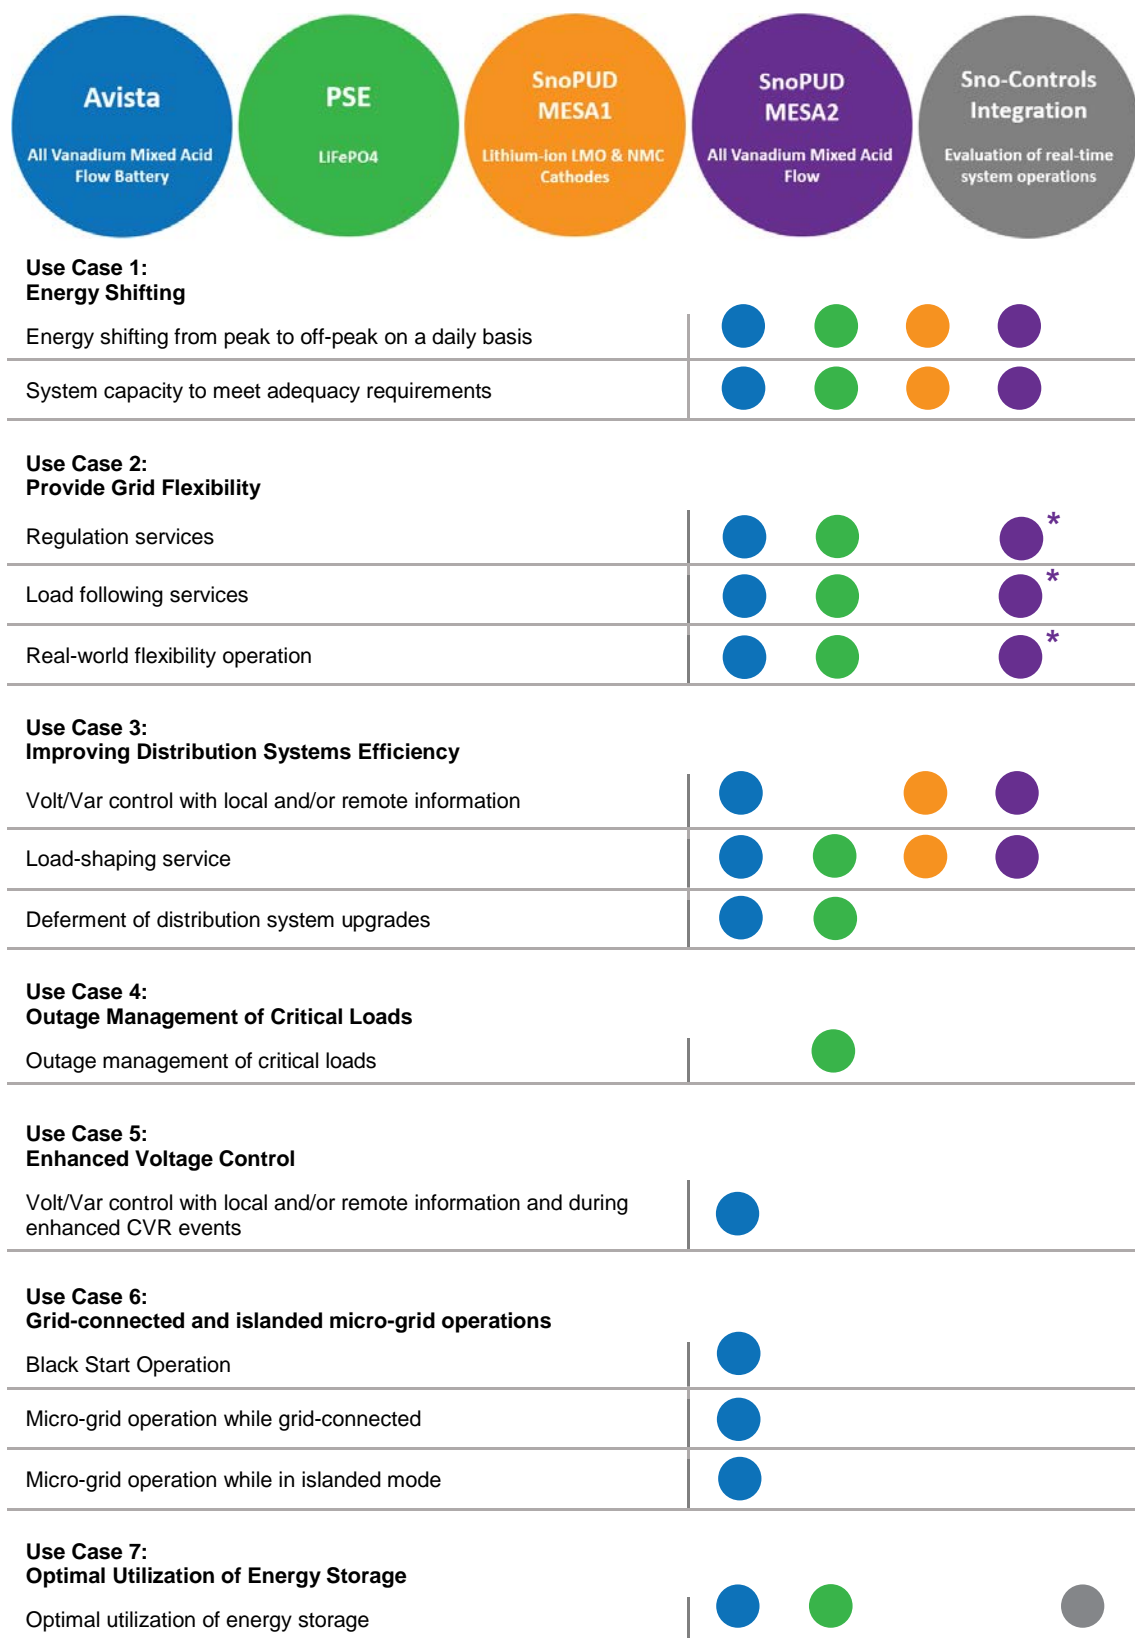 Avista
All Vanadium Mixed Acid
Flow Battery
PSE
LiFePO4
SnoPUD
MESA1
Lithium-Ion LMO & NMC
Cathodes
SnoPUD
MESA2
All Vanadium Mixed Acid
Flow
Sno-Controls
Integration
Evaluation of real-time
system operations
Use Case 1:
Energy Shifting
Energy shifting from peak to off-peak on a daily basis
System capacity to meet adequacy requirements
Use Case 2:
Provide Grid Flexibility
Regulation services
*
Load following services
*
Real-world flexibility operation
*
Use Case 3:
Improving Distribution Systems Efficiency
Volt/Var control with local and/or remote information
Load-shaping service
Deferment of distribution system upgrades
Use Case 4:
Outage Management of Critical Loads
Outage management of critical loads
Use Case 5:
Enhanced Voltage Control
Volt/Var control with local and/or remote information and during
enhanced CVR events
Use Case 6:
Grid-connected and islanded micro-grid operations
Black Start Operation
Micro-grid operation while grid-connected
Micro-grid operation while in islanded mode
Use Case 7:
Optimal Utilization of Energy Storage
Optimal utilization of energy storage